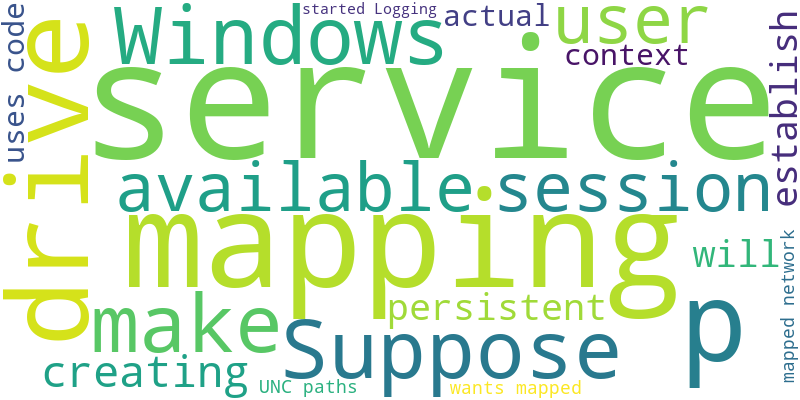 started Logging
uses code
drive
Windows
actual
user
context
service
establish
available
session
mapping
will
mapped network
persistent
make
Suppose
p
creating
UNC paths
wants mapped